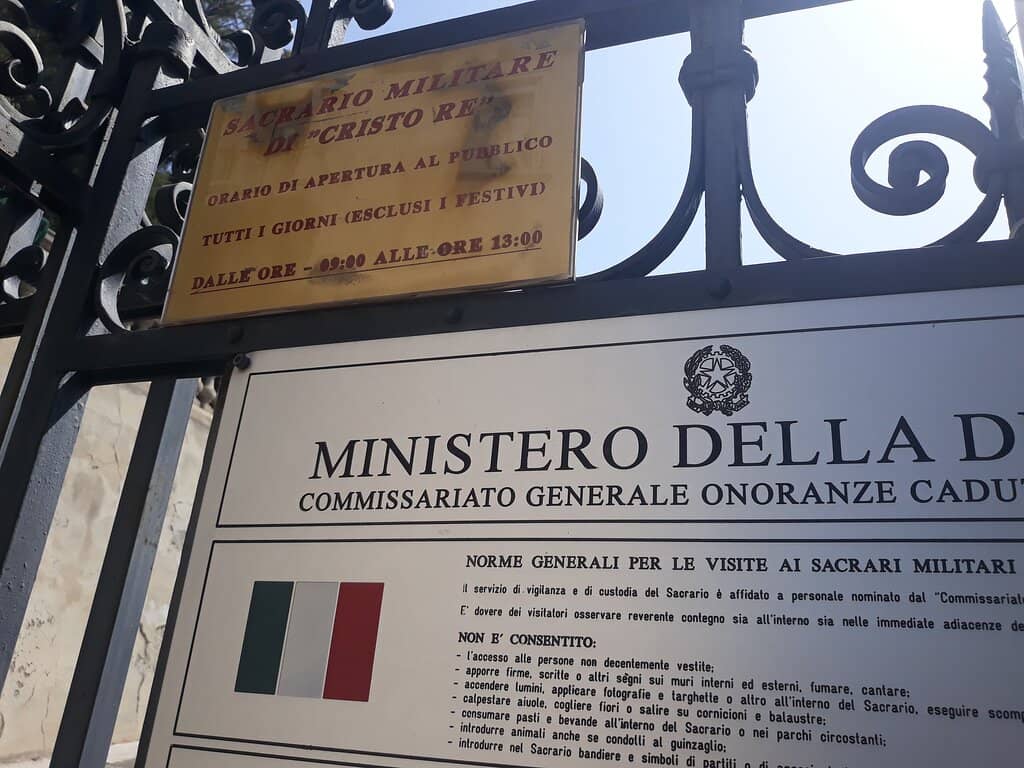 SACRARIO MILITARE
DI "CRISTO RE"
ORARIO DI APERTURA AL PUBBLICO
TUTTI I GIORNI (ESCLUSI I FESTIVI)
DALLE ORE - 09:00 ALLE ORE 13:00
MINISTERO DELLA D
COMMISSARIATO GENERALE ONORANZE CADUT
NORME GENERALI PER LE VISITE AI SACRARI MILITARI
Il servizio di vigilanza e di custodia del Sacrario è affidato a personale nominato dal "Commissariato
E' dovere dei visitatori osservare reverente contegno sia all'interno sia nelle immediate adiacenze de
NON E' CONSENTITO:
- l'accesso alle persone non decentemente vestite;
- apporre firme, scritte o altri segni sui muri interni ed esterni, fumare, cantare;
- accendere lumini, applicare fotografie e targhette o altro all'interno del Sacrario, eseguire scomp
- calpestare aiuole, cogliere fiori o salire su cornicioni e balaustre;
- consumare pasti e bevande all'interno del Sacrario o nei parchi circostanti;
- introdurre animali anche se condolli al guinzaglio;
- introdurre nel Sacrario bandiere e simboli di partiti o di